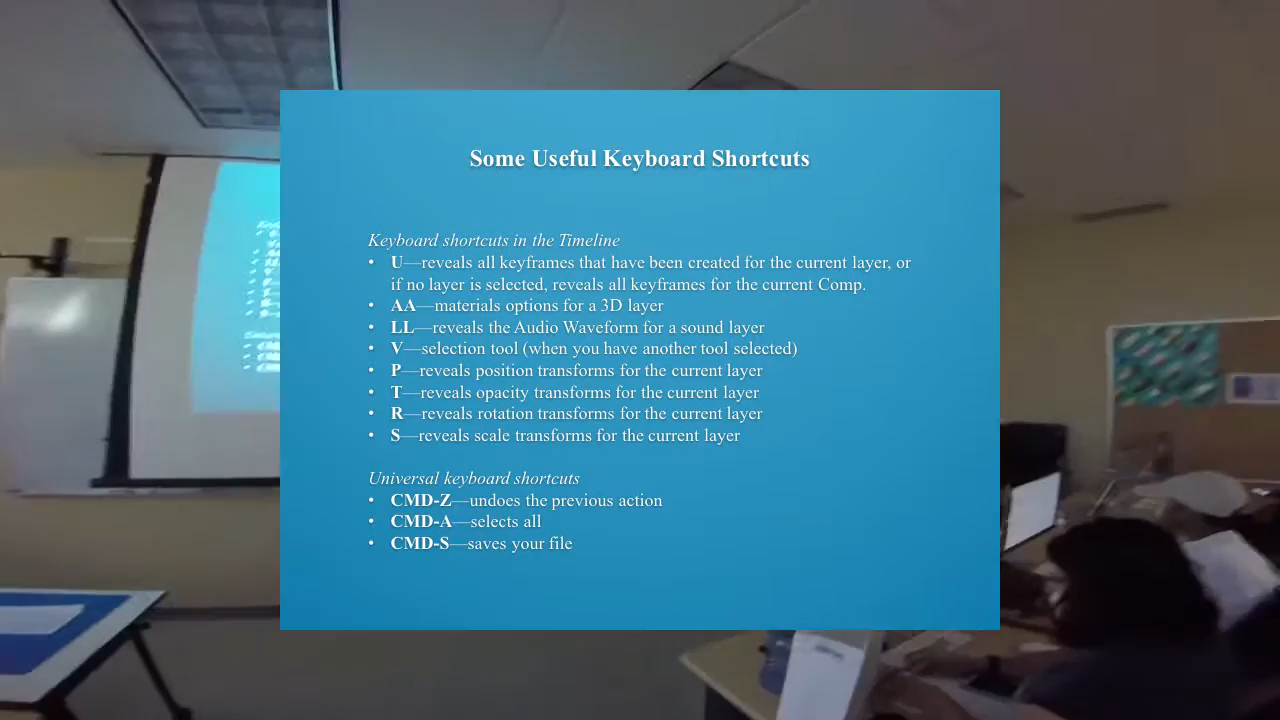 Some Useful Keyboard Shortcuts
Keyboard shortcuts in the Timeline
• U—reveals all keyframes that have been created for the current layer, or
if no layer is selected, reveals all keyframes for the current Comp.
• AA—materials options for a 3D layer
• LL—reveals the Audio Waveform for a sound layer
• V—selection tool (when you have another tool selected)
• P—reveals position transforms for the current layer
• T—reveals opacity transforms for the current layer
• R—reveals rotation transforms for the current layer
• S—reveals scale transforms for the current layer
Universal keyboard shortcuts
• CMD-Z—undoes the previous action
• CMD-A—selects all
• CMD-S—saves your file